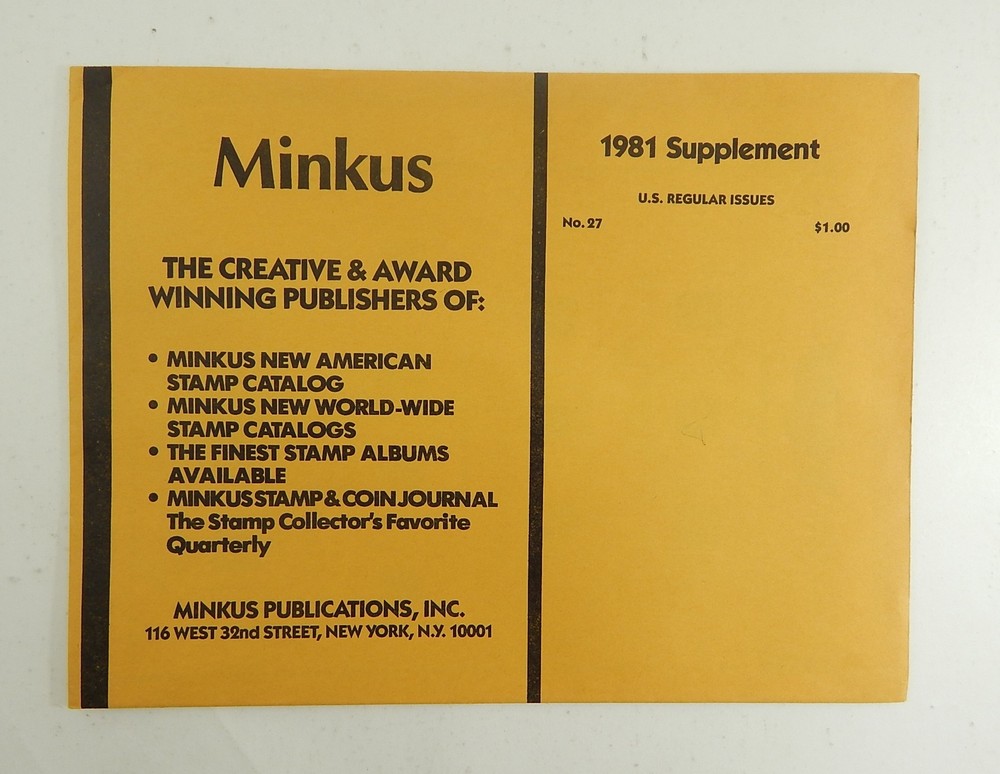 Minkus
THE CREATIVE & AWARD
WINNING PUBLISHERS OF:
• MINKUS NEW AMERICAN
STAMP CATALOG
• MINKUS NEW WORLD-WIDE
STAMP CATALOGS
• THE FINEST STAMP ALBUMS
AVAILABLE
• MINKUS STAMP & COIN JOURNAL
The Stamp Collector's Favorite
Quarterly
MINKUS PUBLICATIONS, INC.
116 WEST 32nd STREET, NEW YORK, N.Y. 10001
1981 Supplement
U.S. REGULAR ISSUES
No. 27 $1.00